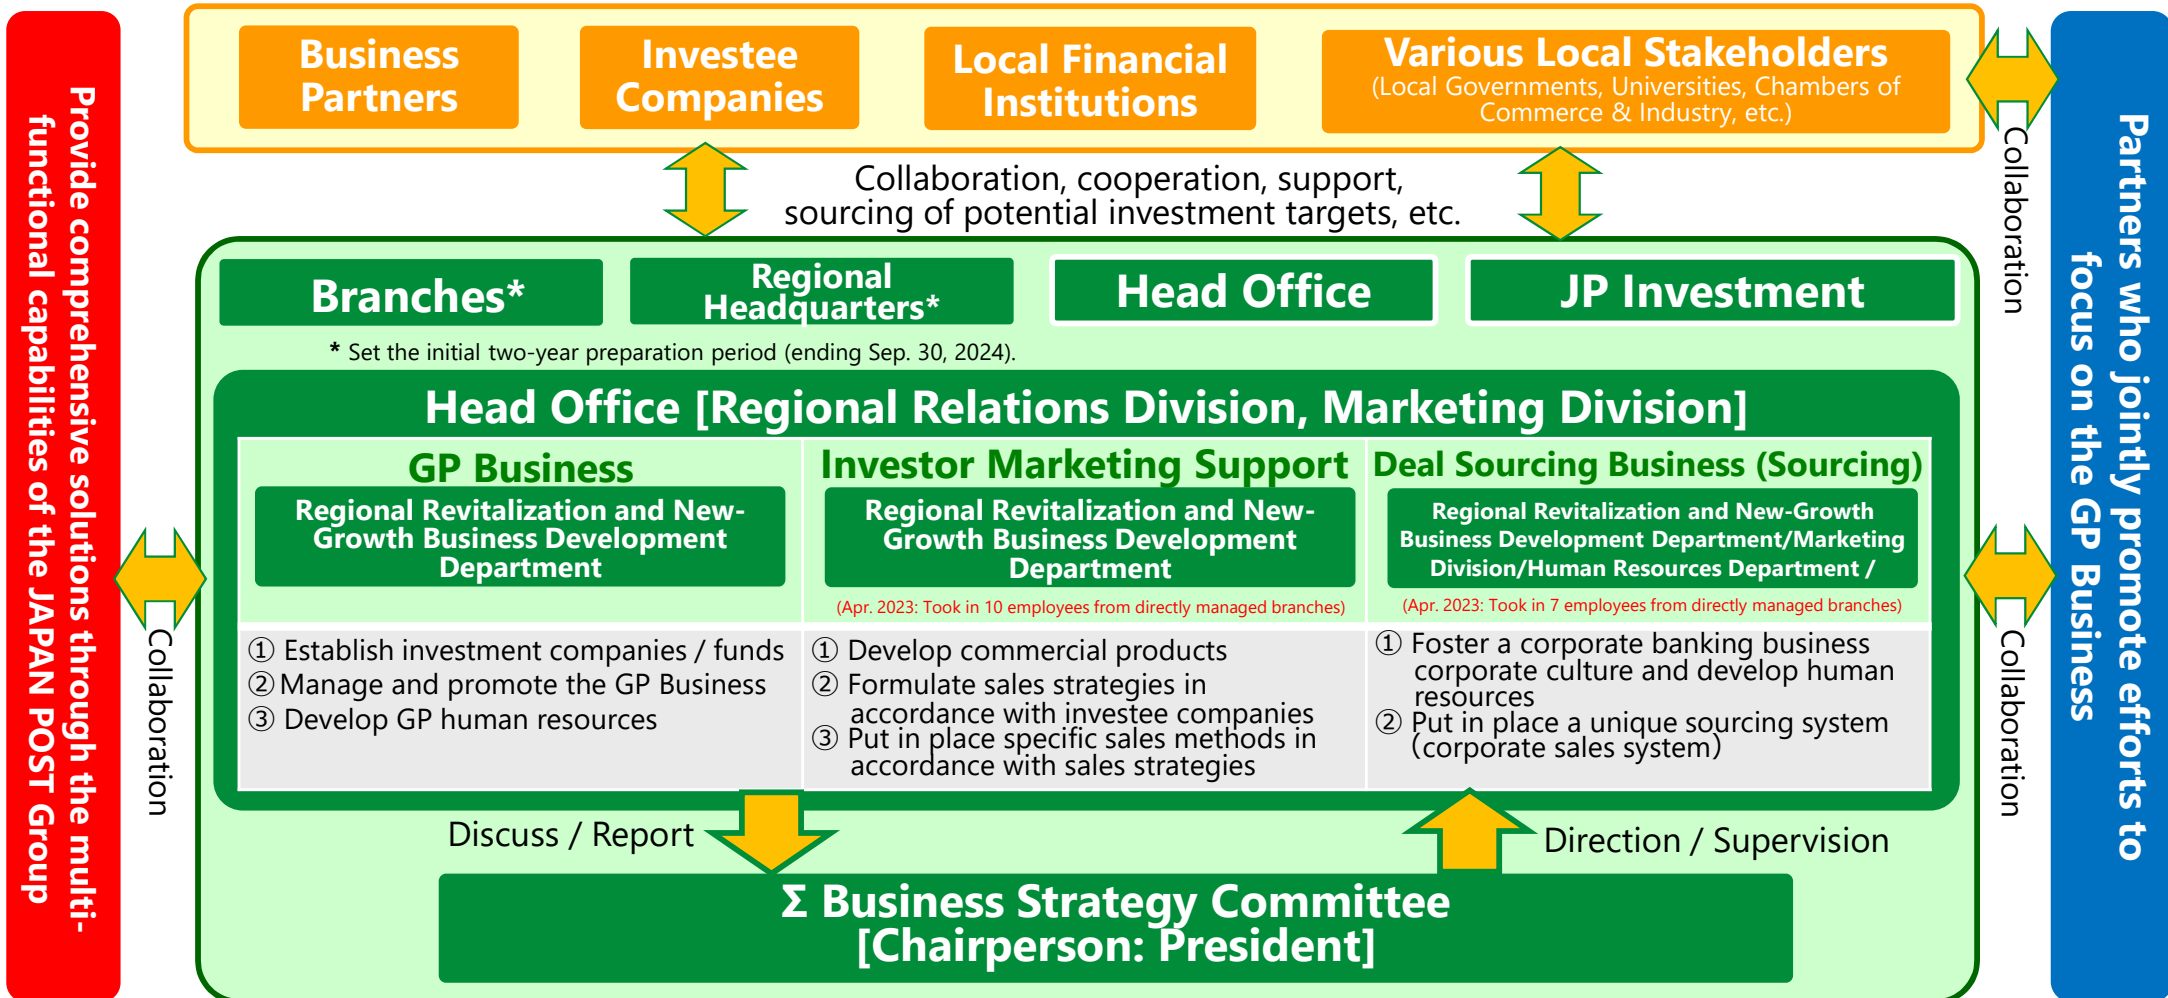 Provide comprehensive solutions through the multi-
functional capabilities of the JAPAN POST Group
Business
Partners
Investee
Companies
Local Financial
Institutions
Various Local Stakeholders
(Local Governments, Universities, Chambers of
Commerce & Industry, etc.)
Collaboration
Partners who jointly promote efforts to
focus on the GP Business
Collaboration, cooperation, support,
sourcing of potential investment targets, etc.
Branches*
Regional
Headquarters*
Head Office
JP Investment
* Set the initial two-year preparation period (ending Sep. 30, 2024).
Head Office [Regional Relations Division, Marketing Division]
GP Business
Regional Revitalization and New-
Growth Business Development
Department
Investor Marketing Support
Regional Revitalization and New-
Growth Business Development
Department
(Apr. 2023: Took in 10 employees from directly managed branches)
Deal Sourcing Business (Sourcing)
Regional Revitalization and New-Growth
Business Development Department/Marketing
Division/Human Resources Department /
(Apr. 2023: Took in 7 employees from directly managed branches)
Collaboration
① Establish investment companies / funds
② Manage and promote the GP Business
③ Develop GP human resources
① Develop commercial products
② Formulate sales strategies in
accordance with investee companies
③ Put in place specific sales methods in
accordance with sales strategies
① Foster a corporate banking business
corporate culture and develop human
resources
② Put in place a unique sourcing system
(corporate sales system)
Collaboration
Discuss / Report
Direction / Supervision
Σ Business Strategy Committee
[Chairperson: President]